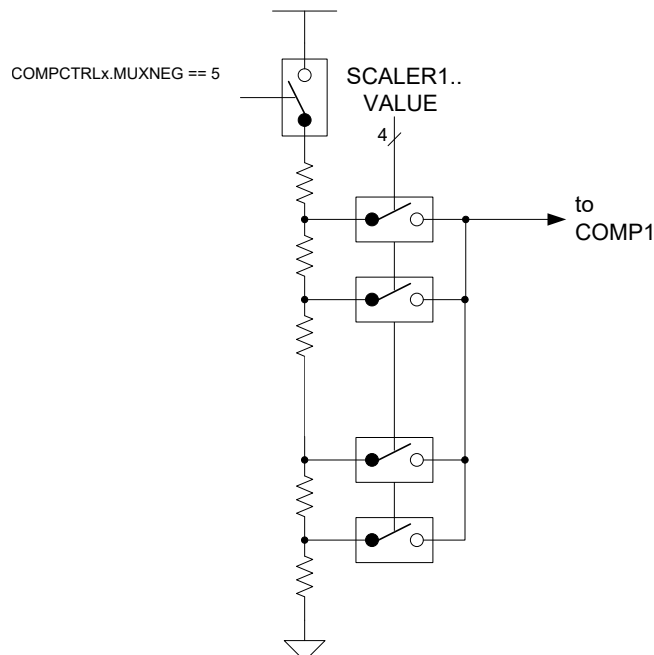 COMPCTRLx.MUXNEG == 5
SCALER1..
VALUE
4
to
COMP1